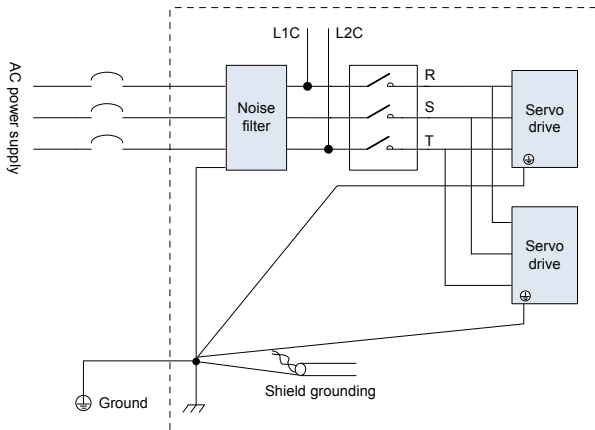 L1C
L2C
AC power supply
Noise
filter
R
S
T
Servo
drive
Servo
drive
Shield grounding
Ground